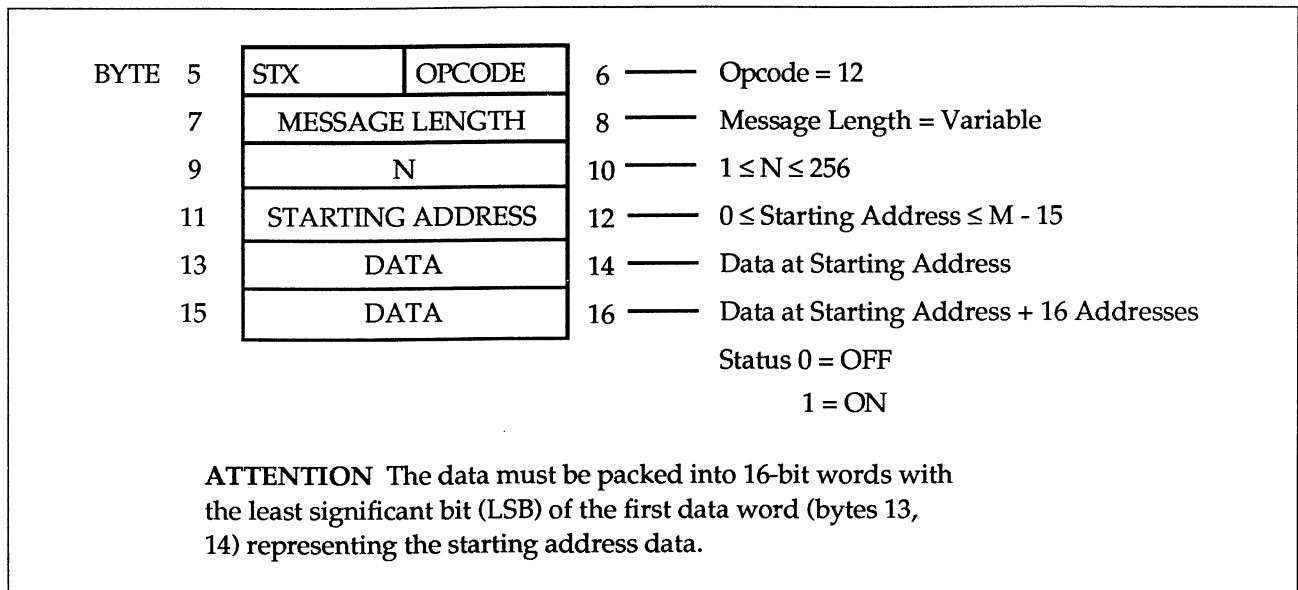 BYTE 5 STX OPCODE 6 Opcode = 12
7 MESSAGE LENGTH 8 Message Length = Variable
9 N 10 1 ≤ N ≤ 256
11 STARTING ADDRESS 12 0 ≤ Starting Address ≤ M - 15
13 DATA 14 Data at Starting Address
15 DATA 16 Data at Starting Address + 16 Addresses
Status 0 = OFF
1 = ON
ATTENTION The data must be packed into 16-bit words with
the least significant bit (LSB) of the first data word (bytes 13,
14) representing the starting address data.